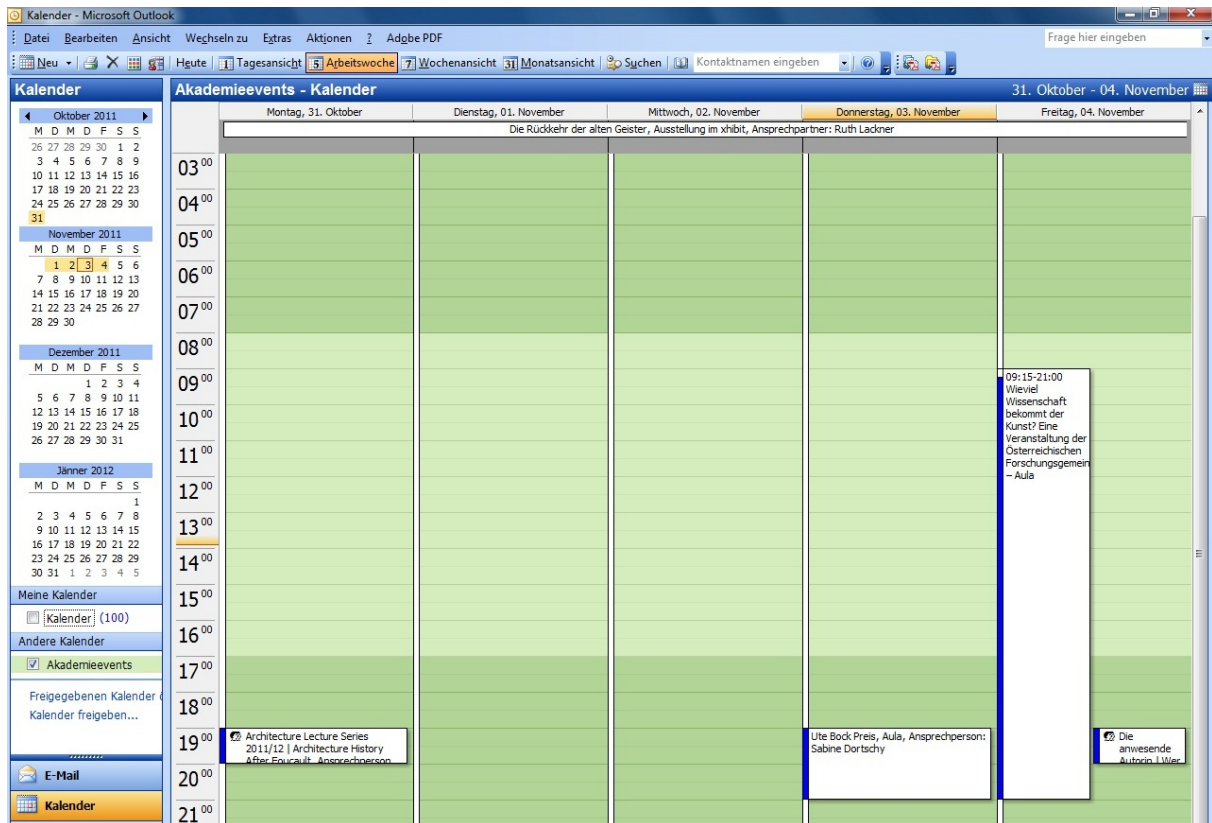 Kalender - Microsoft Outlook
Datei Bearbeiten Ansicht Wechseln zu Extras Aktionen ? Adobe PDF
Frage hier eingeben
Neu Heute 1 Tagesansicht 5 Arbeitswoche 7 Wochenansicht 31 Monatsansicht Suchen Kontaktnamen eingeben
Kalender
Oktober 2011
M D M D F S S
26 27 28 29 30 1 2
3 4 5 6 7 8 9
10 11 12 13 14 15 16
17 18 19 20 21 22 23
24 25 26 27 28 29 30
31
November 2011
M D M D F S S
1 2 3 4 5 6
7 8 9 10 11 12 13
14 15 16 17 18 19 20
21 22 23 24 25 26 27
28 29 30
Dezember 2011
M D M D F S S
1 2 3 4
5 6 7 8 9 10 11
12 13 14 15 16 17 18
19 20 21 22 23 24 25
26 27 28 29 30 31
Jänner 2012
M D M D F S S
1
2 3 4 5 6 7 8
9 10 11 12 13 14 15
16 17 18 19 20 21 22
23 24 25 26 27 28 29
30 31 1 2 3 4 5
Meine Kalender
Kalender (100)
Andere Kalender
Akademieevents
Freigegebenen Kalender
Kalender freigeben...
E-Mail
Kalender
Akademieevents - Kalender
31. Oktober - 04. November
Montag, 31. Oktober
Dienstag, 01. November
Mittwoch, 02. November
Donnerstag, 03. November
Freitag, 04. November
Die Rückkehr der alten Geister, Ausstellung im xhibit, Ansprechpartner: Ruth Lackner
03 00
04 00
05 00
06 00
07 00
08 00
09 00
10 00
11 00
12 00
13 00
14 00
15 00
16 00
17 00
18 00
19 00
20 00
21 00
Architecture Lecture Series
2011/12 | Architecture History
After Foucault, Ansprechperson
Ute Bock Preis, Aula, Ansprechperson:
Sabine Dortschy
09:15-21:00
Wieviel
Wissenschaft
bekommt der
Kunst? Eine
Veranstaltung der
Österreichischen
Forschungsgemein
– Aula
Die
anwesende
Autorin | Wer